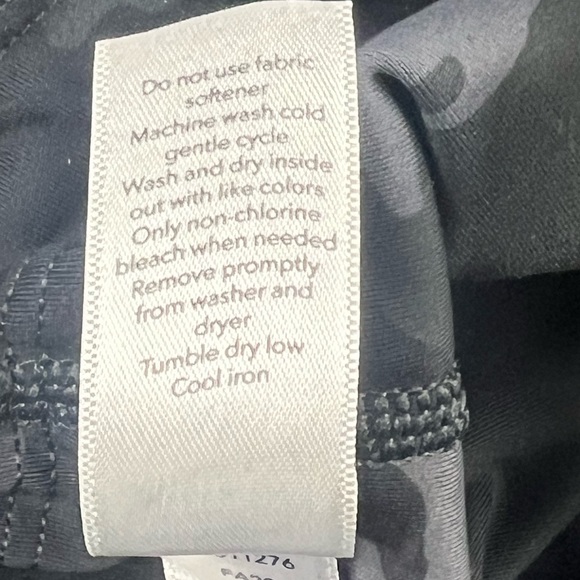 Do not use fabric
softener
Machine wash cold
gentle cycle
Wash and dry inside
out with like colors
Only non-chlorine
bleach when needed
Remove promptly
from washer and
dryer
Tumble dry low
Cool iron
11276